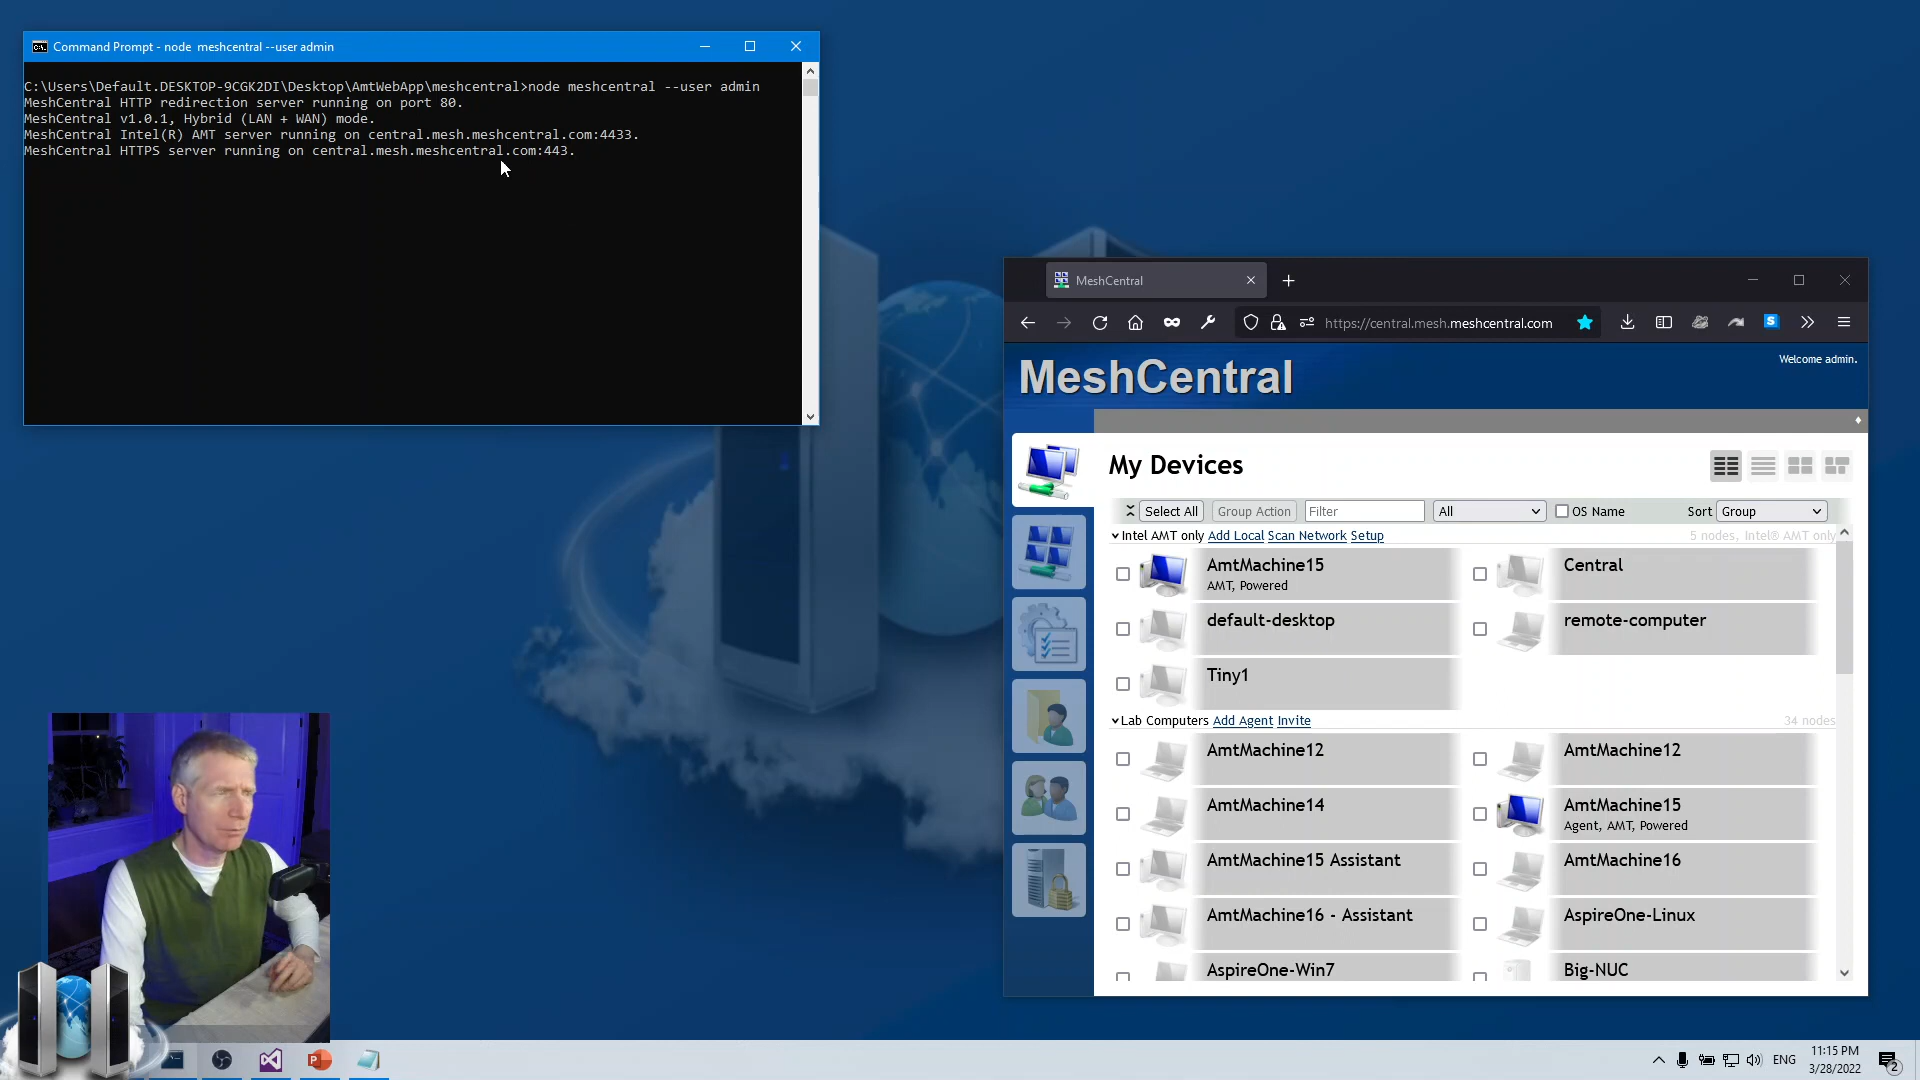 Command Prompt - node  meshcentral --user admin
C:\Users\Default.DESKTOP-9CGK2DI\Desktop\AmtWebApp\meshcentral>node meshcentral --user admin
MeshCentral HTTP redirection server running on port 80.
MeshCentral v1.0.1, Hybrid (LAN + WAN) mode.
MeshCentral Intel(R) AMT server running on central.mesh.meshcentral.com:4433.
MeshCentral HTTPS server running on central.mesh.meshcentral.com:443.
MeshCentral
https://central.mesh.meshcentral.com
MeshCentral
Welcome admin.
My Devices
Select All Group Action Filter All OS Name Sort Group
Intel AMT only Add Local Scan Network Setup 5 nodes, Intel® AMT only
AmtMachine15 Central
AMT, Powered
default-desktop remote-computer
Tiny1
Lab Computers Add Agent Invite 34 nodes
AmtMachine12 AmtMachine12
AmtMachine14 AmtMachine15
Agent, AMT, Powered
AmtMachine15 Assistant AmtMachine16
AmtMachine16 - Assistant AspireOne-Linux
AspireOne-Win7 Big-NUC
ENG
11:15 PM
3/28/2022
2